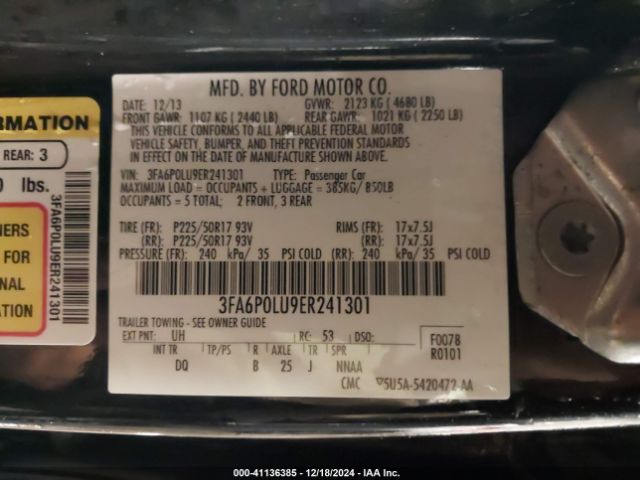 MFD. BY FORD MOTOR CO.
DATE: 12/13 GVWR: 2123 KG ( 4680 LB)
FRONT GAWR: 1107 KG ( 2440 LB) REAR GAWR: 1021 KG ( 2250 LB)
THIS VEHICLE CONFORMS TO ALL APPLICABLE FEDERAL MOTOR
VEHICLE SAFETY, BUMPER, AND THEFT PREVENTION STANDARDS
IN EFFECT ON THE DATE OF MANUFACTURE SHOWN ABOVE.
VIN: 3FA6P0LU9ER241301 TYPE: Passenger Car
MAXIMUM LOAD = OCCUPANTS + LUGGAGE = 385KG/ 850LB
OCCUPANTS = 5 TOTAL; 2 FRONT, 3 REAR
TIRE (FR): P225/50R17 93V RIMS (FR): 17x7.5J
(RR): P225/50R17 93V (RR): 17x7.5J
PRESSURE (FR): 240 kPa/ 35 PSI COLD (RR): 240 kPa/ 35 PSI COLD
3FA6P0LU9ER241301
TRAILER TOWING - SEE OWNER GUIDE
EXT PNT: UH RC: 53 DSO: F0078
INT TR TP/PS R AXLE TR SPR R0101
DQ B 25 J NNAA
CMC 5U5A-5420472-AA
ORMATION
REAR: 3
0 lbs.
NERS
FOR
NAL
ATION
3FA6P0LU9ER241301
000-41136385 - 12/18/2024 - IAA Inc.